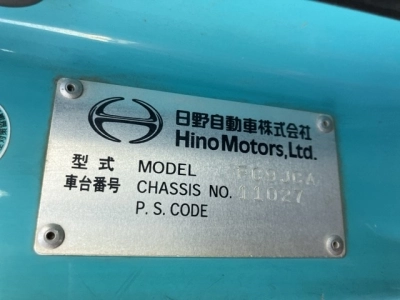 日野自動車株式会社
Hino Motors, Ltd.
型式 MODEL
車台番号 CHASSIS NO. 11027
P. S. CODE